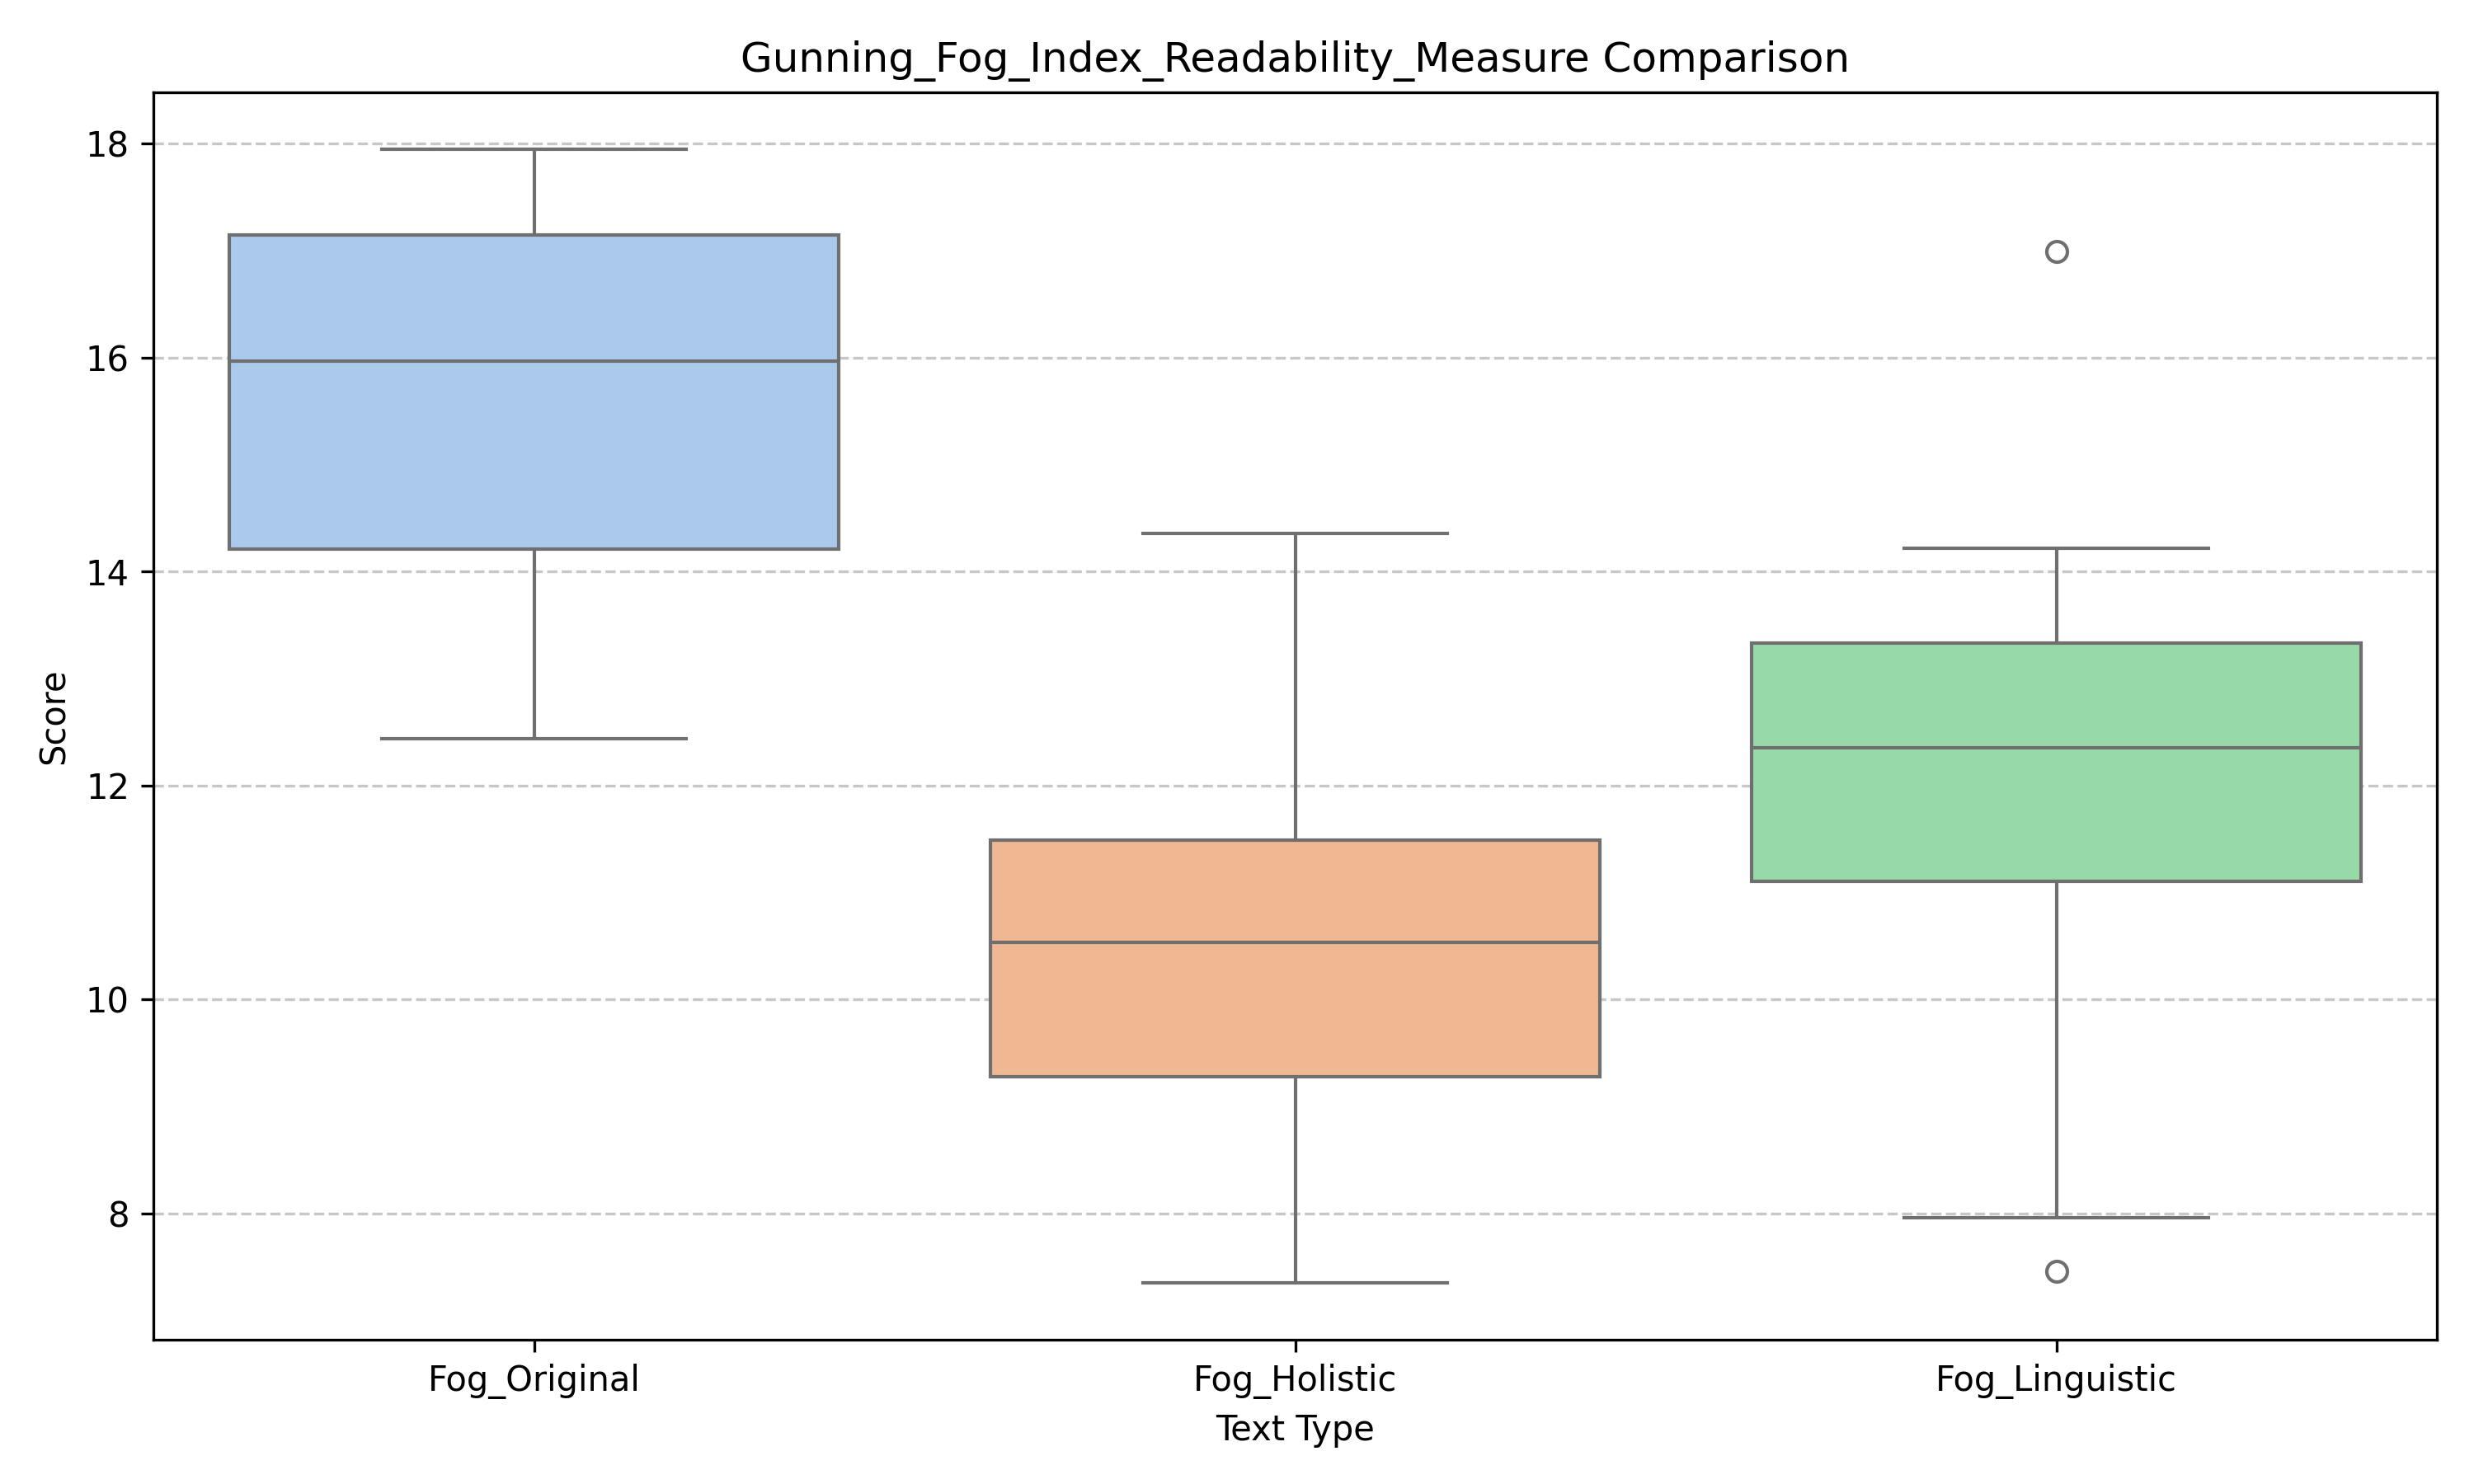 Gunning_Fog_Index_Readability_Measure Comparison
18
16
14
12
10
8
Score
Fog_Original
Fog_Holistic
Fog_Linguistic
Text Type